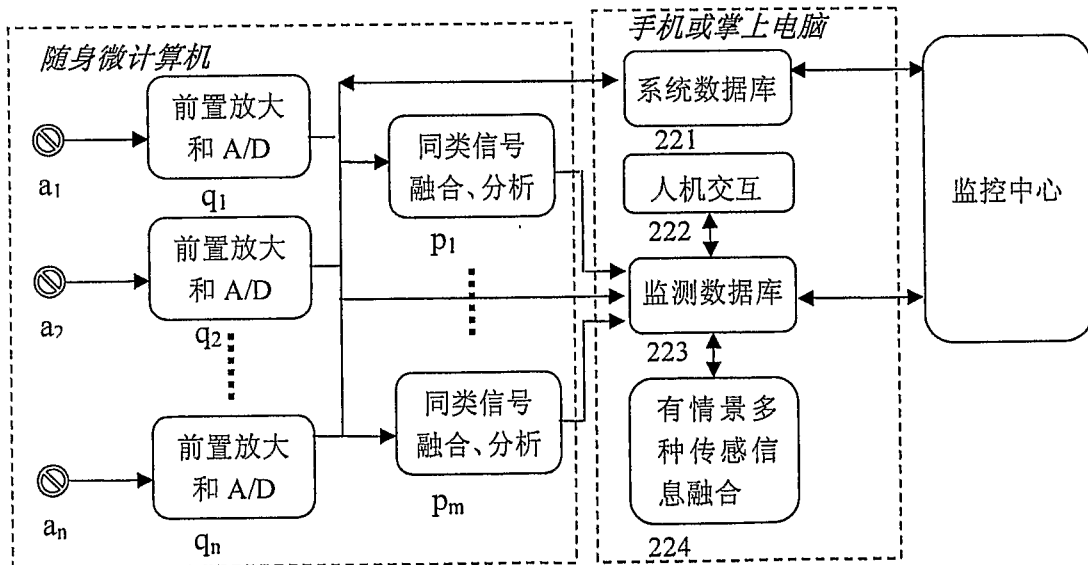 随身微计算机
前置放大
和 A/D
a1
q1
前置放大
和 A/D
a2
q2
前置放大
和 A/D
an
qn
同类信号
融合、分析
p1
同类信号
融合、分析
pm
手机或掌上电脑
系统数据库
221
人机交互
222
监测数据库
223
有情景多
种传感信
息融合
224
监控中心